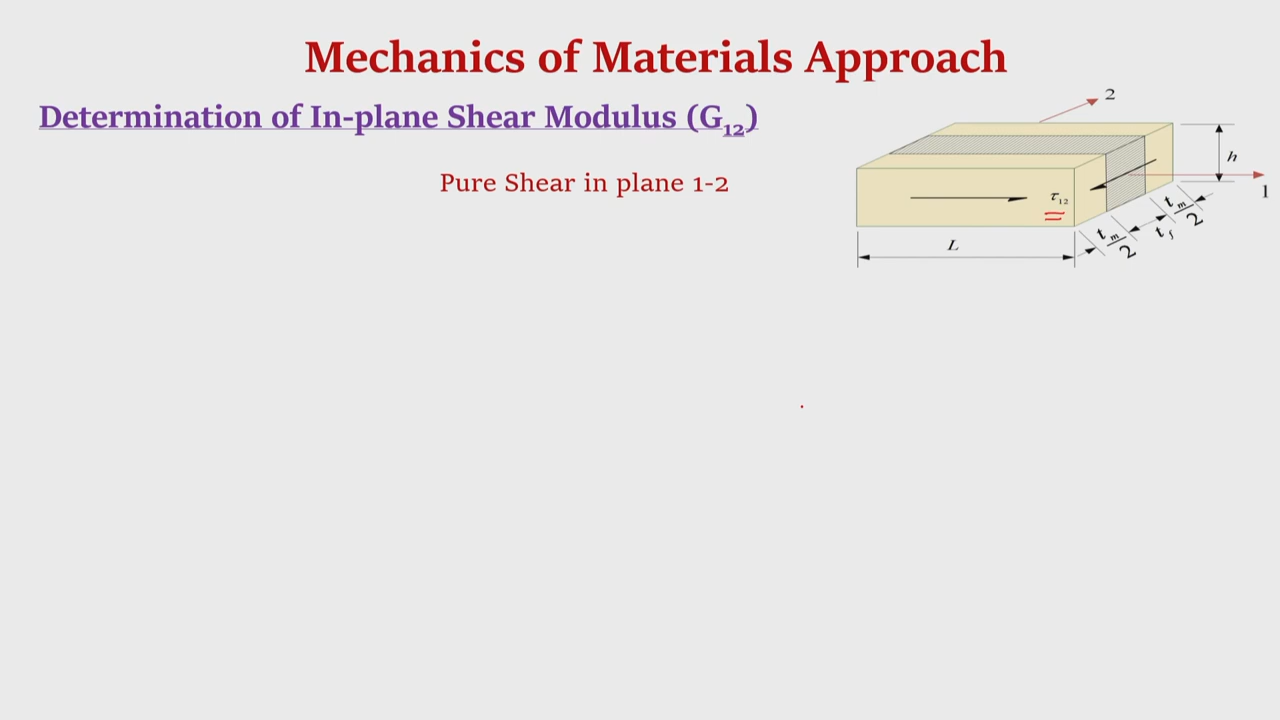 Mechanics of Materials Approach
Determination of In-plane Shear Modulus (G₁₂)
Pure Shear in plane 1-2
2
h
1
τ₁₂
L
t_m/2
t_f
t_m/2